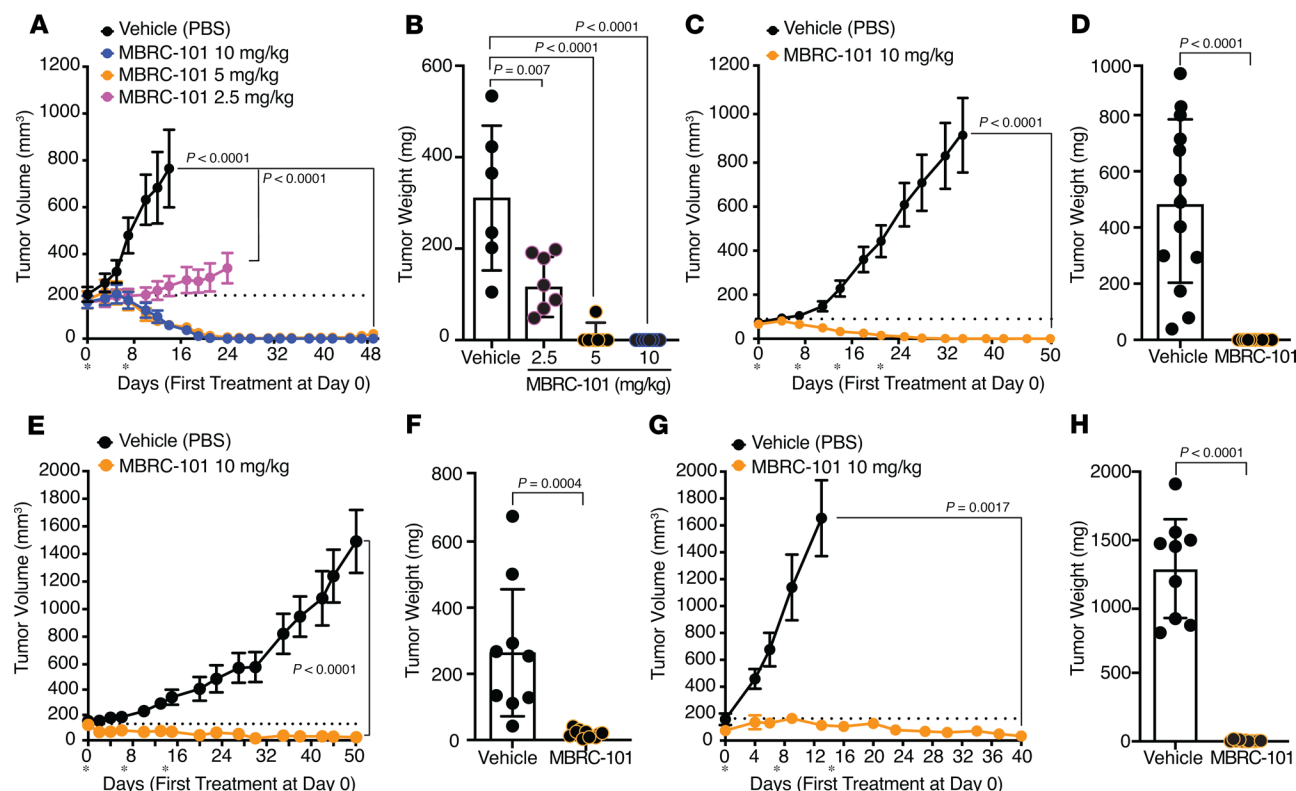 A
Vehicle (PBS)
MBRC-101 10 mg/kg
MBRC-101 5 mg/kg
MBRC-101 2.5 mg/kg
Tumor Volume (mm³)
1200
1000
800
600
400
200
0
P < 0.0001
P < 0.0001
0 8 16 24 32 40 48
* *
Days (First Treatment at Day 0)
B
Tumor Weight (mg)
600
400
200
0
P < 0.0001
P < 0.0001
P = 0.007
Vehicle 2.5 5 10
MBRC-101 (mg/kg)
C
Vehicle (PBS)
MBRC-101 10 mg/kg
Tumor Volume (mm³)
1200
1000
800
600
400
200
0
P < 0.0001
0 8 16 24 32 40 50
* * * *
Days (First Treatment at Day 0)
D
Tumor Weight (mg)
1000
800
600
400
200
0
P < 0.0001
Vehicle MBRC-101
E
Vehicle (PBS)
MBRC-101 10 mg/kg
Tumor Volume (mm³)
2000
1800
1600
1400
1200
1000
800
600
400
200
0
P < 0.0001
0 8 16 24 32 40 50
* * *
Days (First Treatment at Day 0)
F
Tumor Weight (mg)
800
600
400
200
0
P = 0.0004
Vehicle MBRC-101
G
Vehicle (PBS)
MBRC-101 10 mg/kg
Tumor Volume (mm³)
2000
1800
1600
1400
1200
1000
800
600
400
200
0
P = 0.0017
0 4 8 12 16 20 24 28 32 36 40
* * *
Days (First Treatment at Day 0)
H
Tumor Weight (mg)
2000
1500
1000
500
0
P < 0.0001
Vehicle MBRC-101